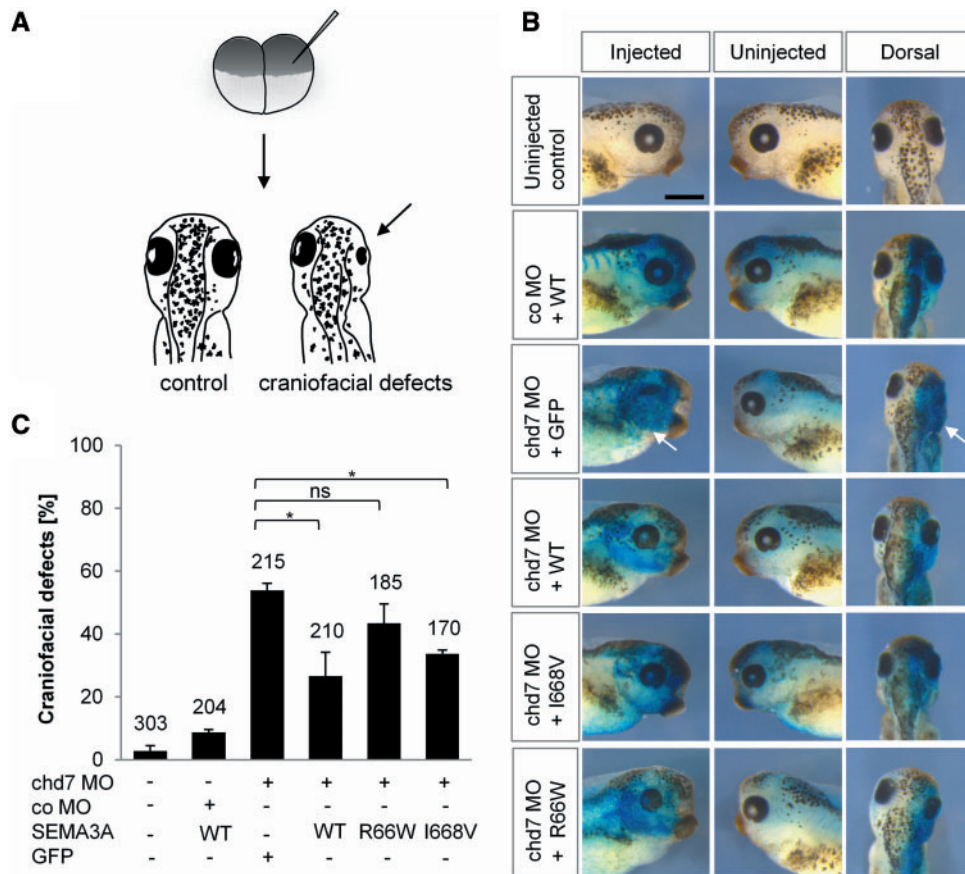 A
control
craniofacial defects
B
Injected
Uninjected
Dorsal
Uninjected
control
co MO
+ WT
chd7 MO
+ GFP
chd7 MO
+ WT
chd7 MO
+ I668V
chd7 MO
+ R66W
C
Craniofacial defects [%]
100
80
60
40
20
0
*
ns
*
303
204
215
210
185
170
chd7 MO - - + + + +
co MO - + - - - -
SEMA3A - WT - WT R66W I668V
GFP - - + - - -